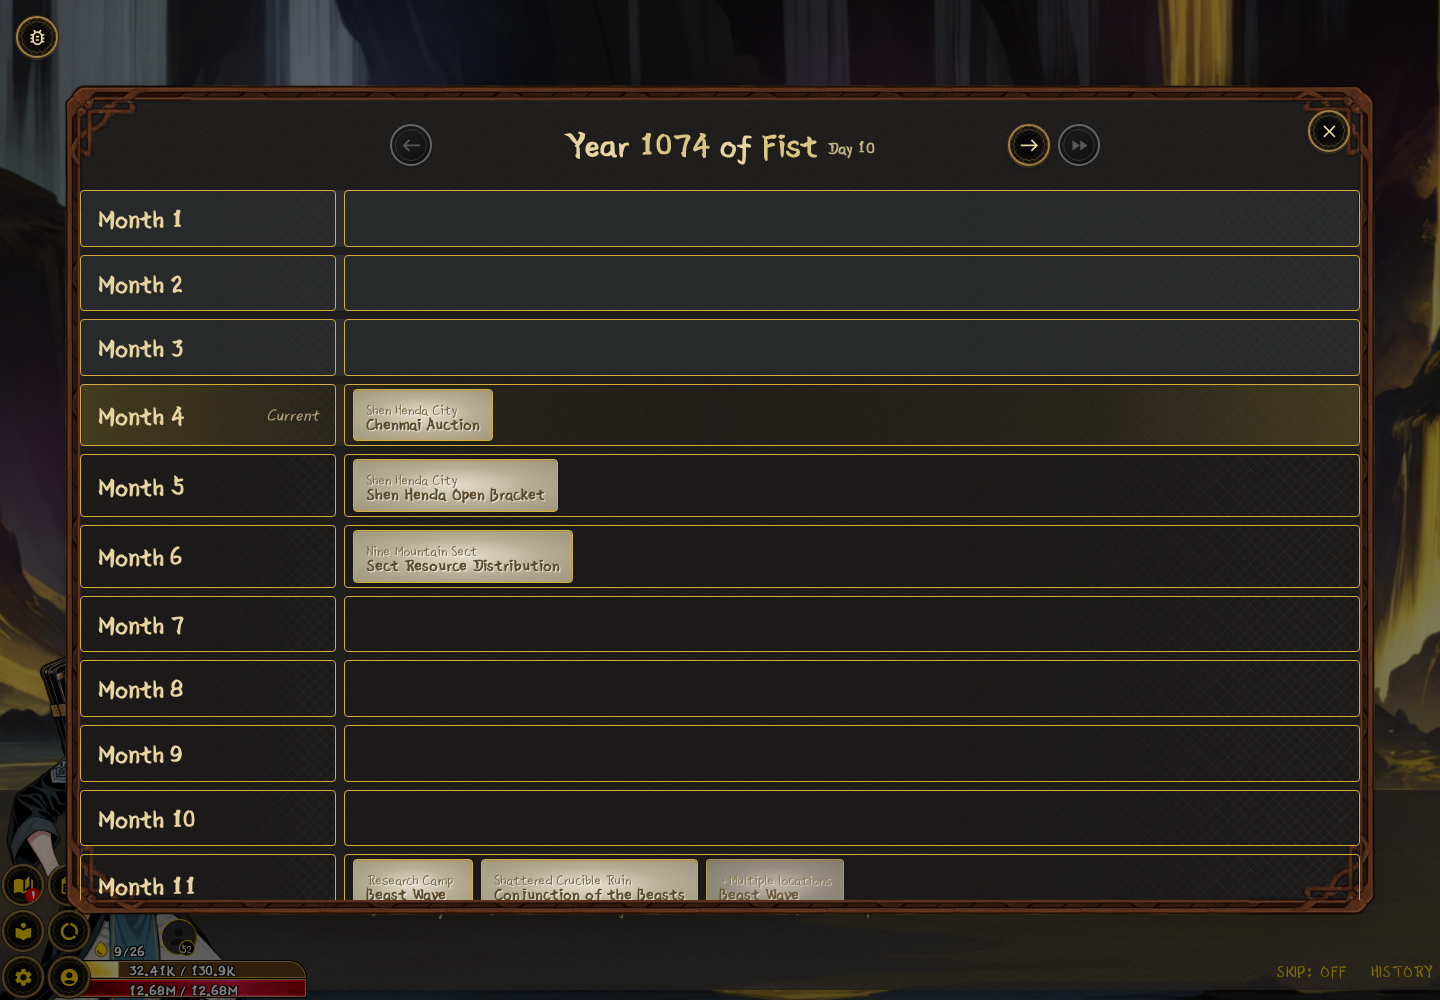 Year 1074 of Fist Day 10
Month 1
Month 2
Month 3
Month 4 Current
Shen Henda City
Chenmai Auction
Month 5
Shen Henda City
Shen Henda Open Bracket
Month 6
Nine Mountain Sect
Sect Resource Distribution
Month 7
Month 8
Month 9
Month 10
Month 11
Research Camp
Beast Wave
Shattered Crucible Ruin
Conjunction of the Beasts
+Multiple locations
Beast Wave
9/26
52
32.41K / 130.9K
12.68M / 12.68M
SKIP: OFF HISTORY